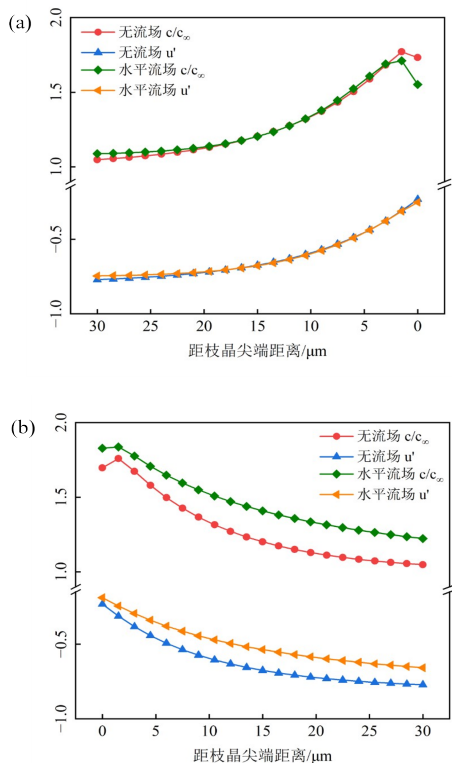 (a)
无流场 c/c∞
无流场 u'
水平流场 c/c∞
水平流场 u'
2.0
1.5
1.0
−0.5
−1.0
30 25 20 15 10 5 0
距枝晶尖端距离/μm
(b)
无流场 c/c∞
无流场 u'
水平流场 c/c∞
水平流场 u'
2.0
1.5
1.0
−0.5
−1.0
0 5 10 15 20 25 30
距枝晶尖端距离/μm